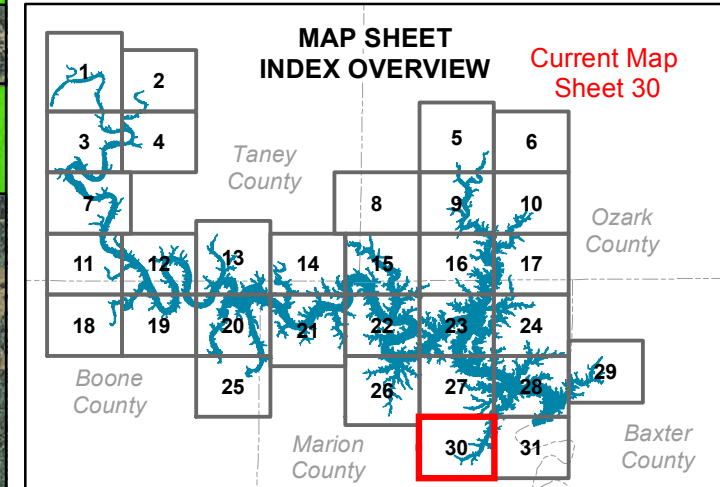 MAP SHEET
INDEX OVERVIEW
Current Map
Sheet 30
1
2
3
4
5
6
Taney
County
7
8
9
10
Ozark
County
11
12
13
14
15
16
17
18
19
20
21
22
23
24
Boone
County
25
26
27
28
29
Marion
County
30
31
Baxter
County